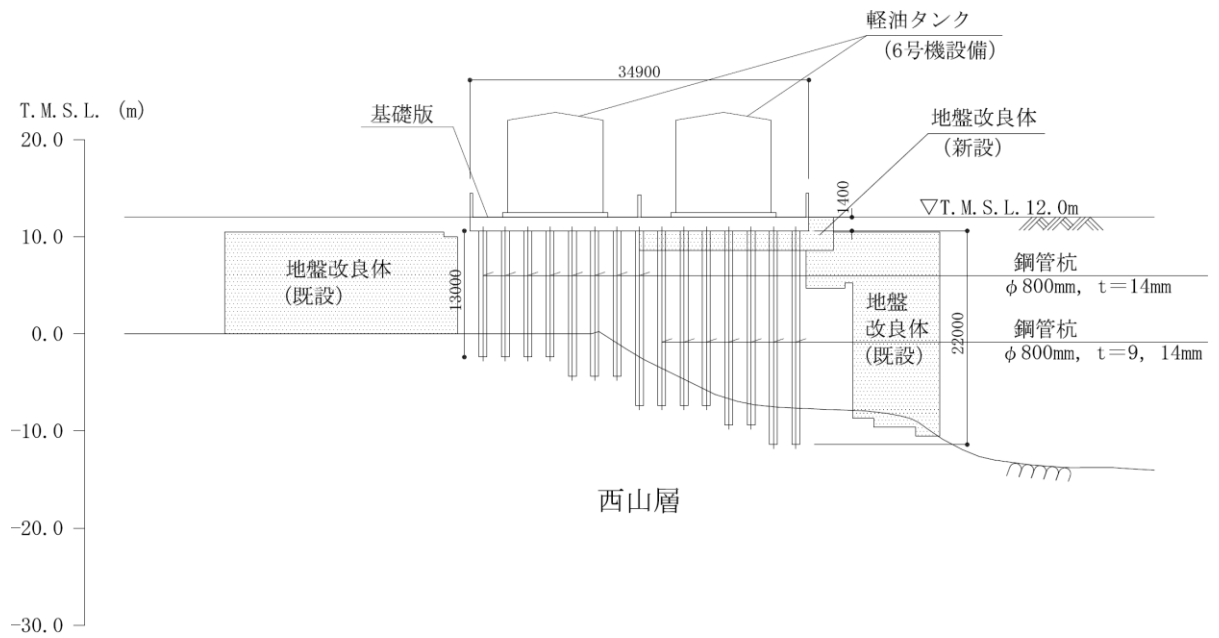 軽油タンク
(6号機設備)
34900
T.M.S.L. (m)
基礎版
地盤改良体
(新設)
20.0
1400
▽T.M.S.L.12.0m
10.0
地盤改良体
(既設)
13000
鋼管杭
φ800mm, t=14mm
0.0
地盤
改良体
(既設)
22000
鋼管杭
φ800mm, t=9, 14mm
-10.0
西山層
-20.0
-30.0